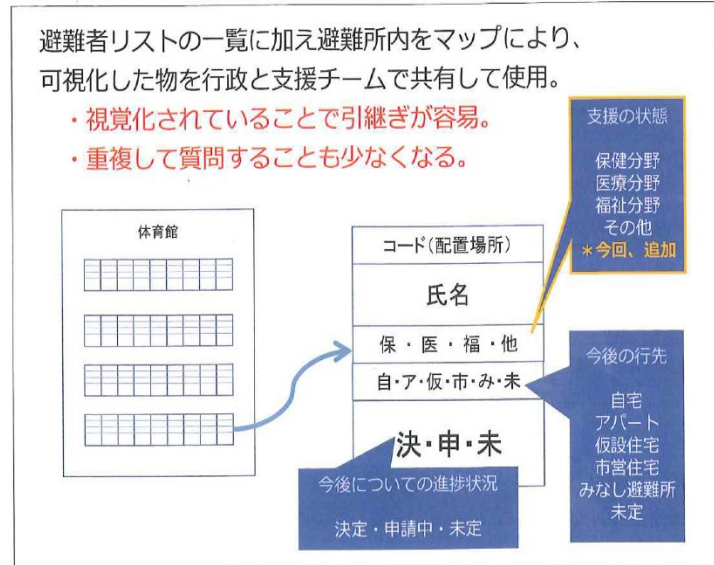 避難者リストの一覧に加え避難所内をマップにより、
可視化した物を行政と支援チームで共有して使用。
・視覚化されていることで引継ぎが容易。
・重複して質問することも少なくなる。
支援の状態
保健分野
医療分野
福祉分野
その他
＊今回、追加
体育館
コード(配置場所)
氏名
保・医・福・他
自・ア・仮・市・み・未
決・申・未
今後の行先
自宅
アパート
仮設住宅
市営住宅
みなし避難所
未定
今後についての進捗状況
決定・申請中・未定